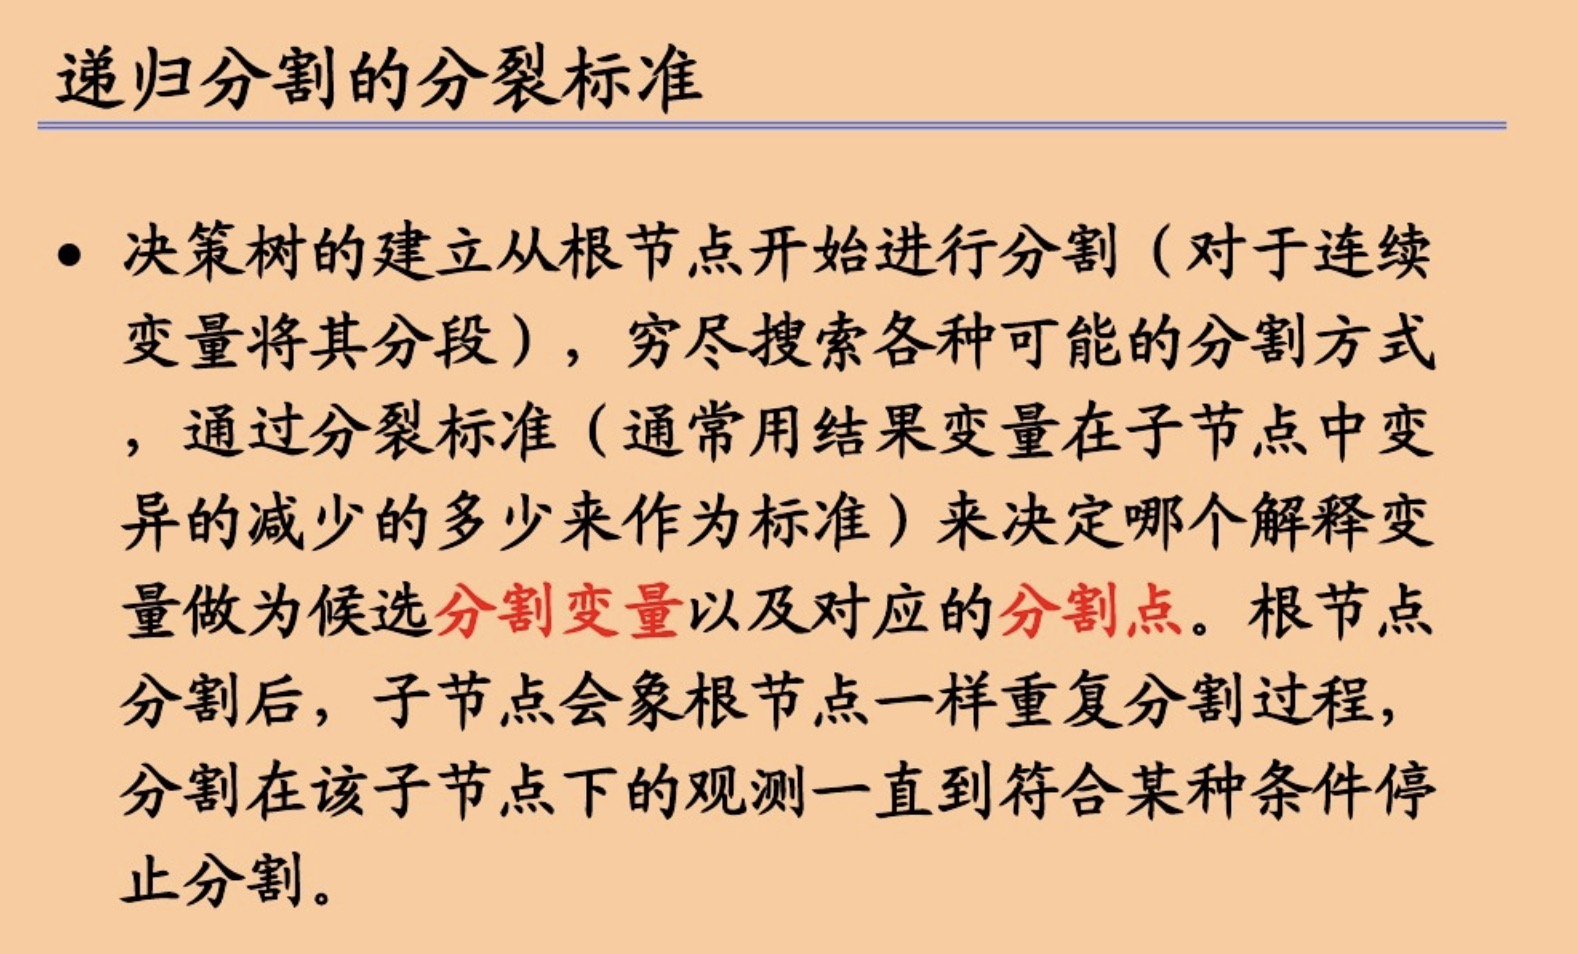 递归分割的分裂标准
• 决策树的建立从根节点开始进行分割（对于连续
变量将其分段），穷尽搜索各种可能的分割方式
，通过分裂标准（通常用结果变量在子节点中变
异的减少的多少来作为标准）来决定哪个解释变
量做为候选分割变量以及对应的分割点。根节点
分割后，子节点会象根节点一样重复分割过程，
分割在该子节点下的观测一直到符合某种条件停
止分割。